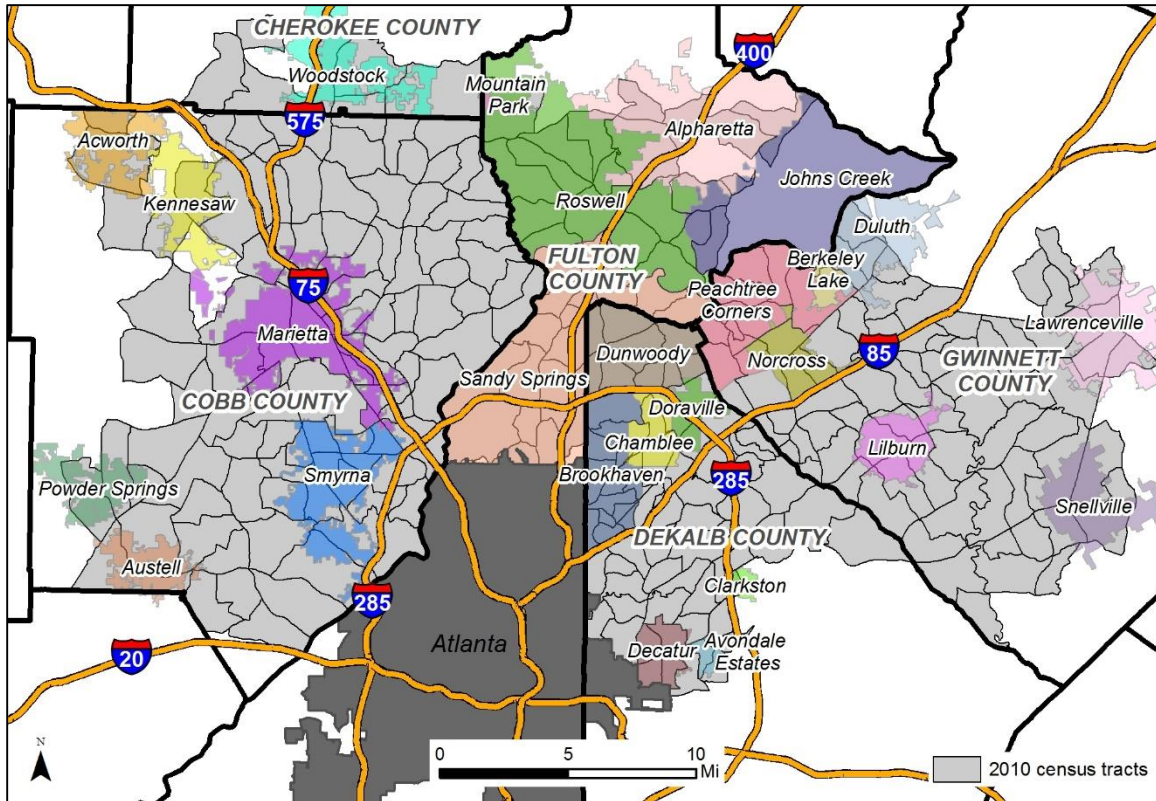 CHEROKEE COUNTY
Woodstock
Mountain
Park
400
575
Acworth
Alpharetta
Kennesaw
Roswell
Johns Creek
Duluth
FULTON
COUNTY
Berkeley
Lake
75
Peachtree
Corners
Lawrenceville
Marietta
Dunwoody
Norcross
85
GWINNETT
COUNTY
Sandy Springs
COBB COUNTY
Doraville
Chamblee
Lilburn
Smyrna
Brookhaven
285
Powder Springs
Snellville
DEKALB COUNTY
Austell
Clarkston
285
20
Atlanta
Decatur
Avondale
Estates
N
0 5 10
Mi
2010 census tracts